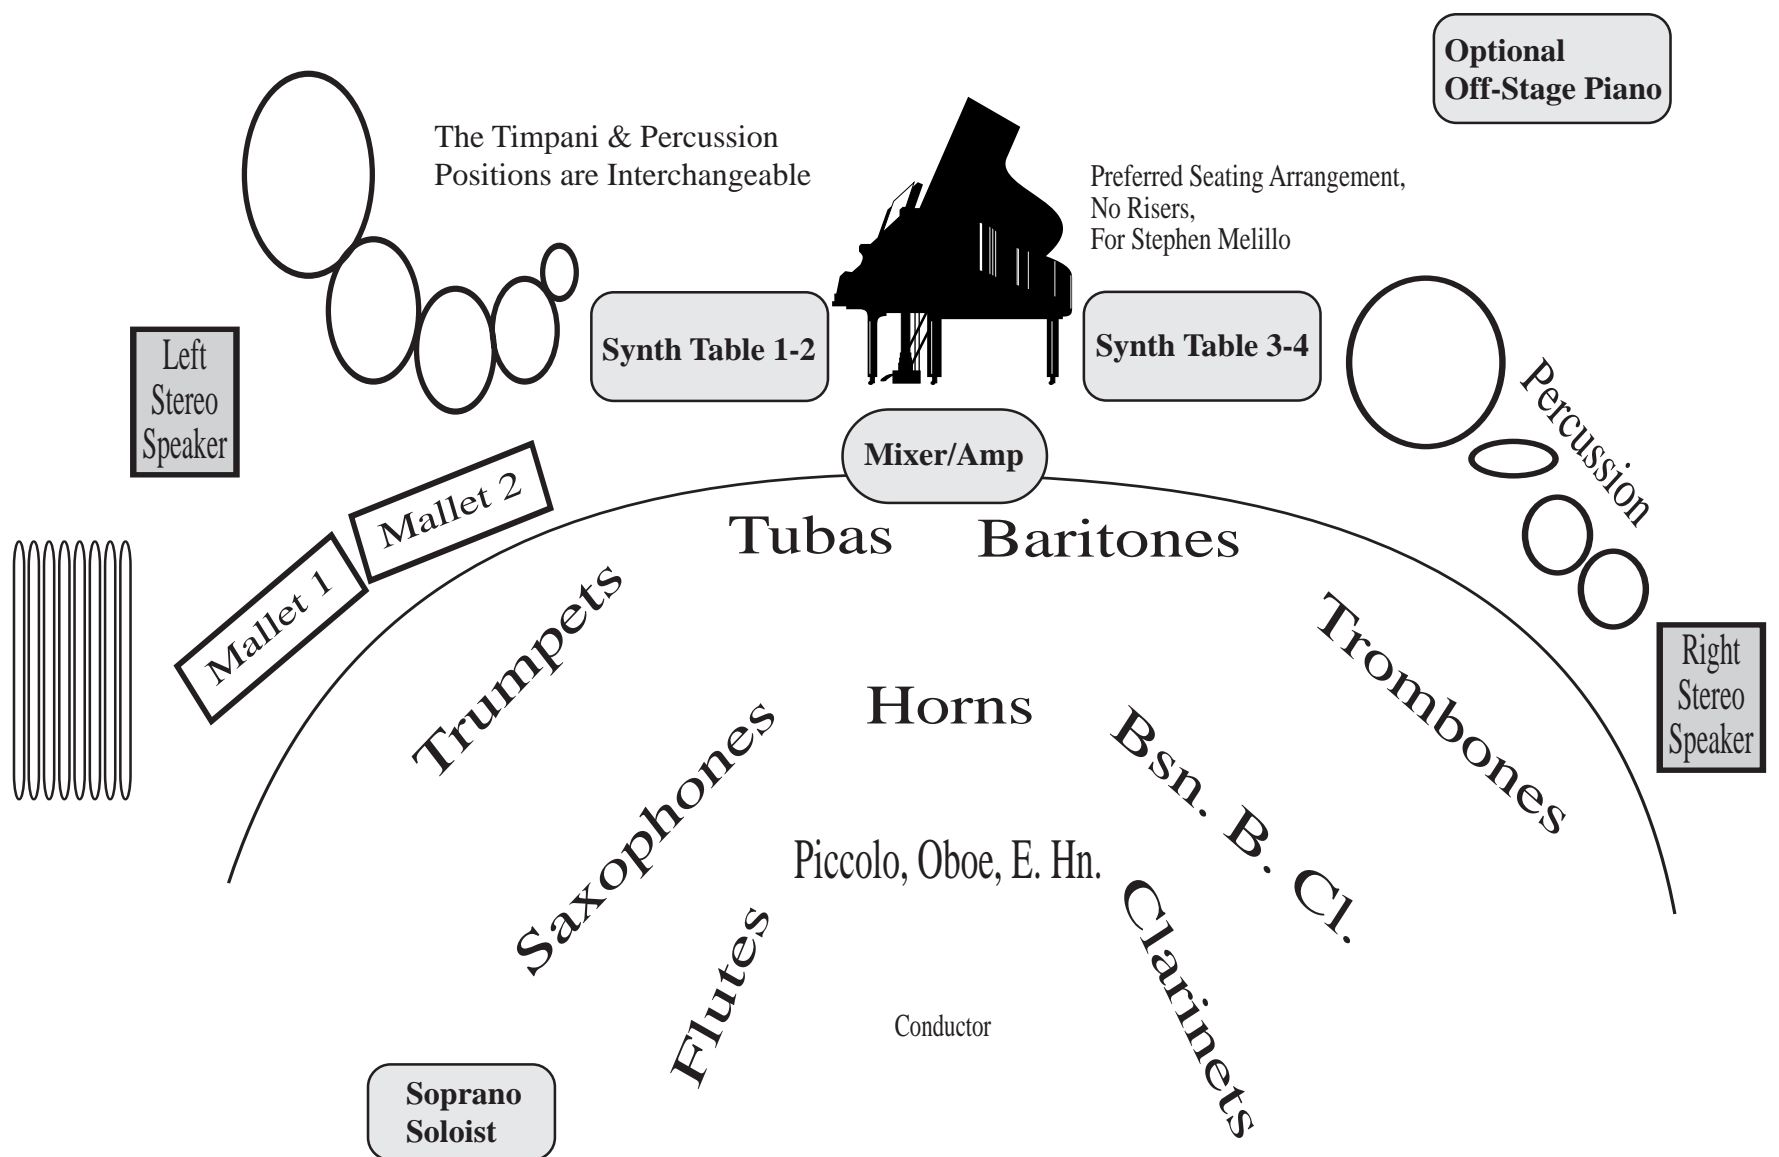 Optional
Off-Stage Piano
The Timpani & Percussion
Positions are Interchangeable
Preferred Seating Arrangement,
No Risers,
For Stephen Melillo
Left
Stereo
Speaker
Synth Table 1-2
Synth Table 3-4
Percussion
Mixer/Amp
Mallet 2
Mallet 1
Tubas
Baritones
Trumpets
Trombones
Right
Stereo
Speaker
Horns
Saxophones
Bsn. B. Cl.
Piccolo, Oboe, E. Hn.
Flutes
Clarinets
Conductor
Soprano
Soloist